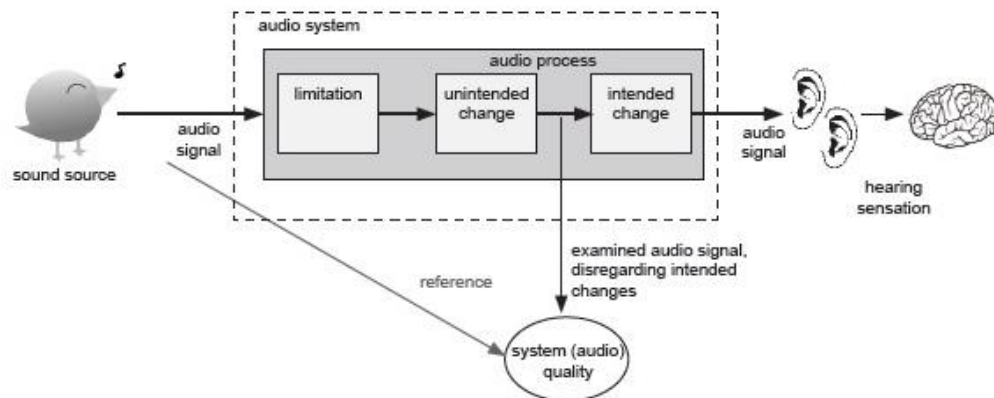 audio system
audio process
limitation
unintended
change
intended
change
audio
signal
sound source
audio
signal
hearing
sensation
examined audio signal,
disregarding intended
changes
reference
system (audio)
quality